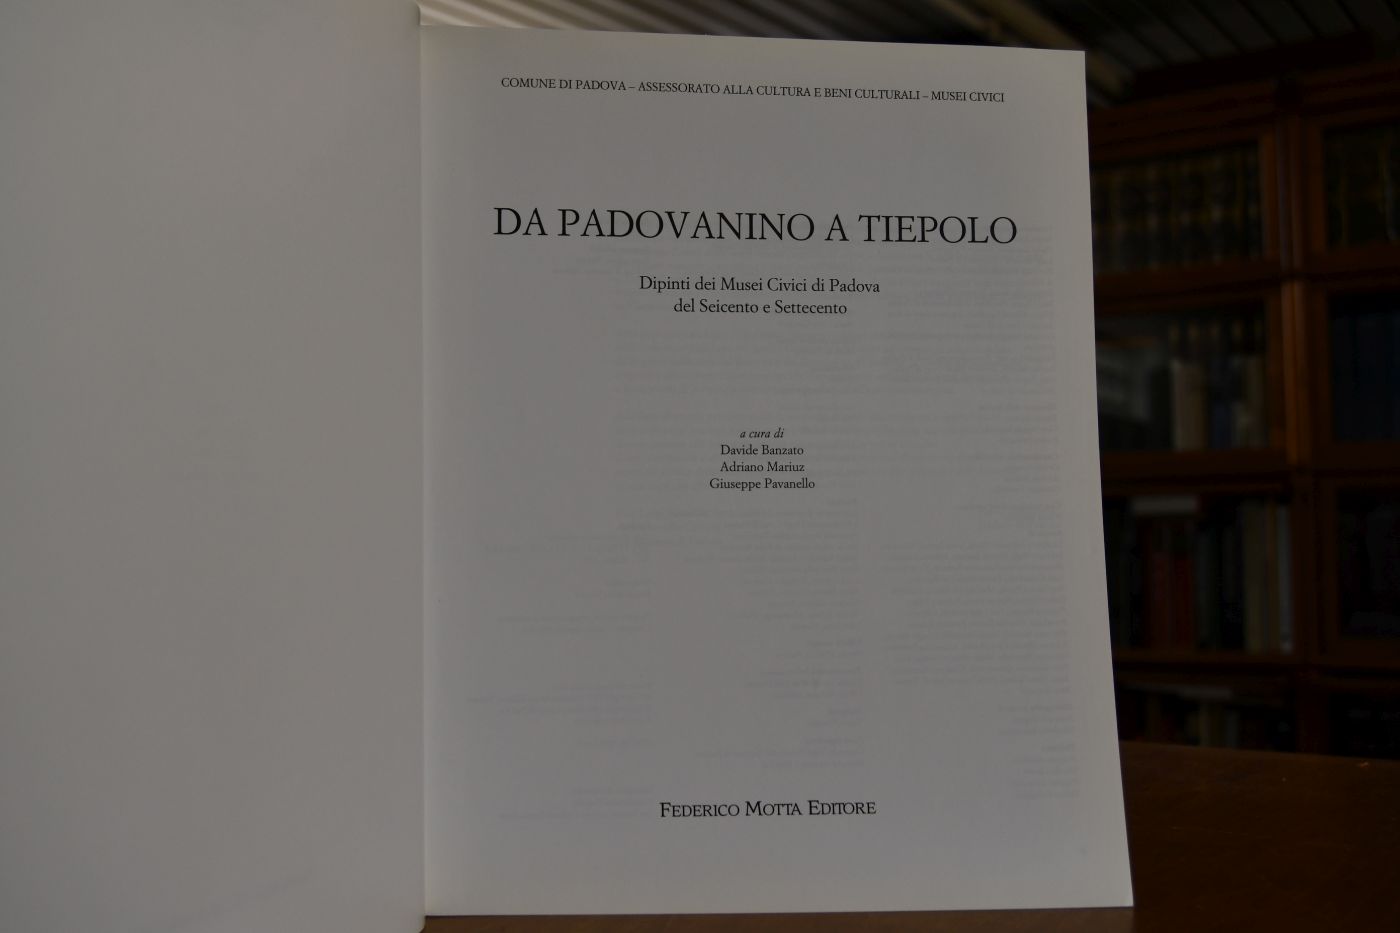 COMUNE DI PADOVA – ASSESSORATO ALLA CULTURA E BENI CULTURALI – MUSEI CIVICI
DA PADOVANINO A TIEPOLO
Dipinti dei Musei Civici di Padova
del Seicento e Settecento
a cura di
Davide Banzato
Adriano Mariuz
Giuseppe Pavanello
FEDERICO MOTTA EDITORE